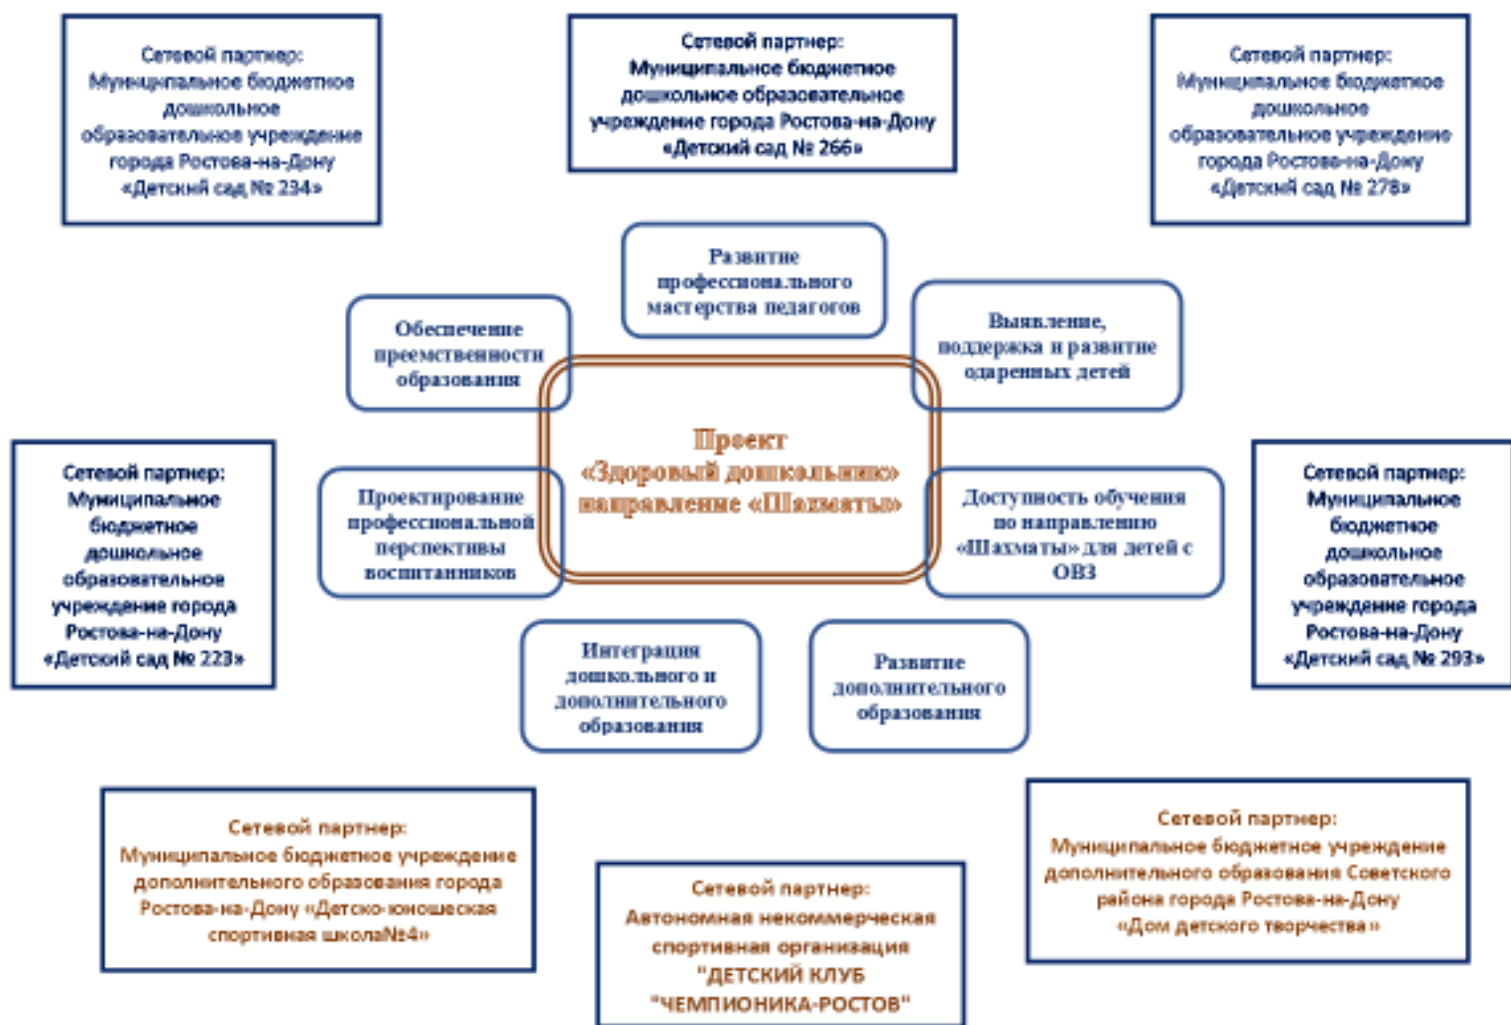 Сетевой партнер:
Муниципальное бюджетное
дошкольное
образовательное учреждение
города Ростова-на-Дону
«Детский сад № 234»
Сетевой партнер:
Муниципальное бюджетное
дошкольное образовательное
учреждение города Ростова-на-Дону
«Детский сад № 266»
Сетевой партнер:
Муниципальное бюджетное
дошкольное
образовательное учреждение
города Ростова-на-Дону
«Детский сад № 278»
Развитие
профессионального
мастерства педагогов
Обеспечение
преемственности
образования
Выявление,
поддержка и развитие
одаренных детей
Проект
«Здоровый дошкольник»
направление «Шахматы»
Сетевой партнер:
Муниципальное
бюджетное
дошкольное
образовательное
учреждение города
Ростова-на-Дону
«Детский сад № 223»
Проектирование
профессиональной
перспективы
воспитанников
Доступность обучения
по направлению
«Шахматы» для детей с
ОВЗ
Сетевой партнер:
Муниципальное
бюджетное
дошкольное
образовательное
учреждение города
Ростова-на-Дону
«Детский сад № 293»
Интеграция
дошкольного и
дополнительного
образования
Развитие
дополнительного
образования
Сетевой партнер:
Муниципальное бюджетное учреждение
дополнительного образования города
Ростова-на-Дону «Детско-юношеская
спортивная школа№4»
Сетевой партнер:
Автономная некоммерческая
спортивная организация
"ДЕТСКИЙ КЛУБ
"ЧЕМПИОНИКА-РОСТОВ"
Сетевой партнер:
Муниципальное бюджетное учреждение
дополнительного образования Советского
района города Ростова-на-Дону
«Дом детского творчества»